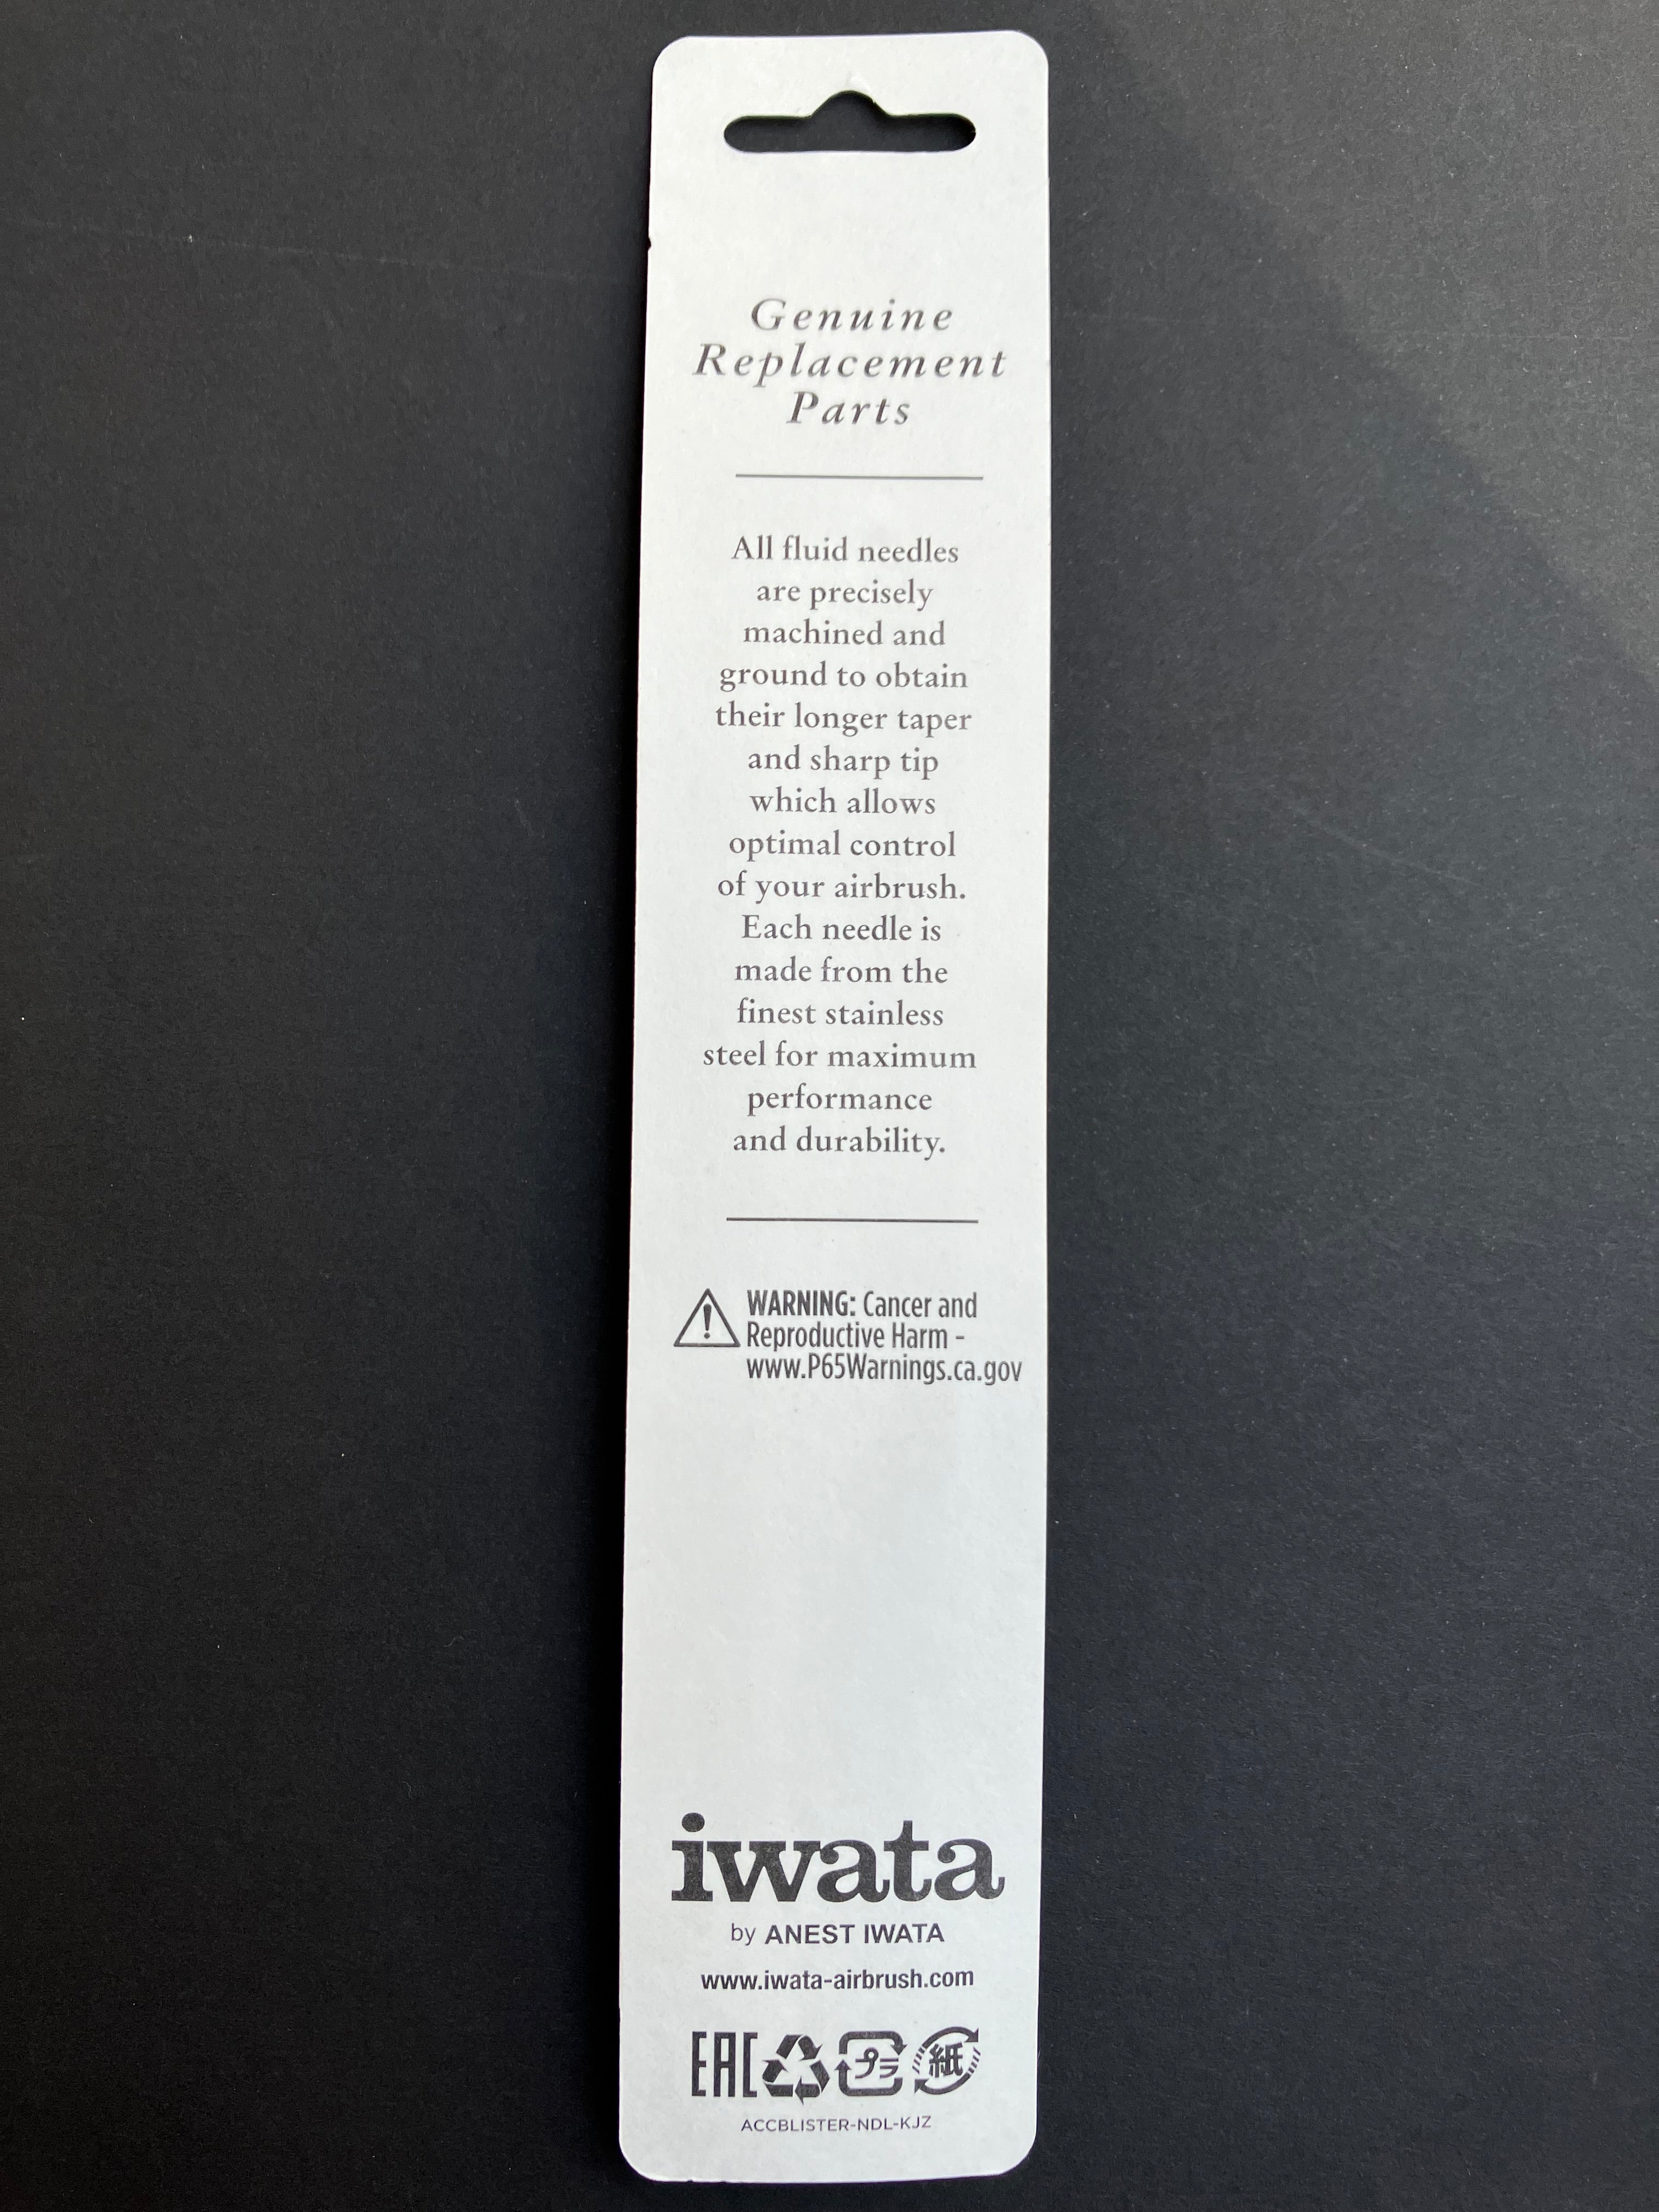 Genuine
Replacement
Parts
All fluid needles
are precisely
machined and
ground to obtain
their longer taper
and sharp tip
which allows
optimal control
of your airbrush.
Each needle is
made from the
finest stainless
steel for maximum
performance
and durability.
WARNING: Cancer and
Reproductive Harm -
www.P65Warnings.ca.gov
iwata
by ANEST IWATA
www.iwata-airbrush.com
EAC プラ 紙
ACCBLISTER-NDL-KJZ